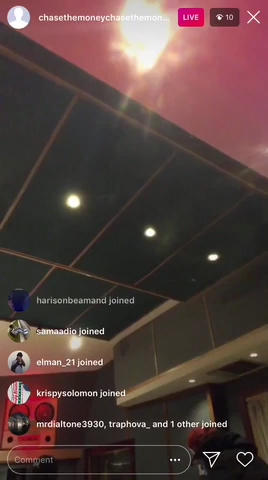 chasethemoneychasethemon...
LIVE
10
harisonbeamand joined
samaadio joined
elman_21 joined
krispysolomon joined
mrdialtone3930, traphova_ and 1 other joined
Comment